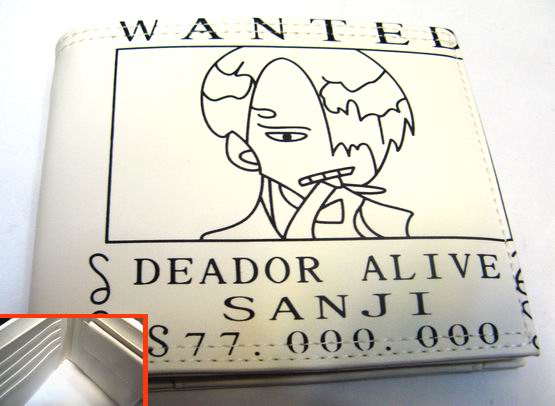 WANTED
DEADOR ALIVE
SANJI
$77.000.000